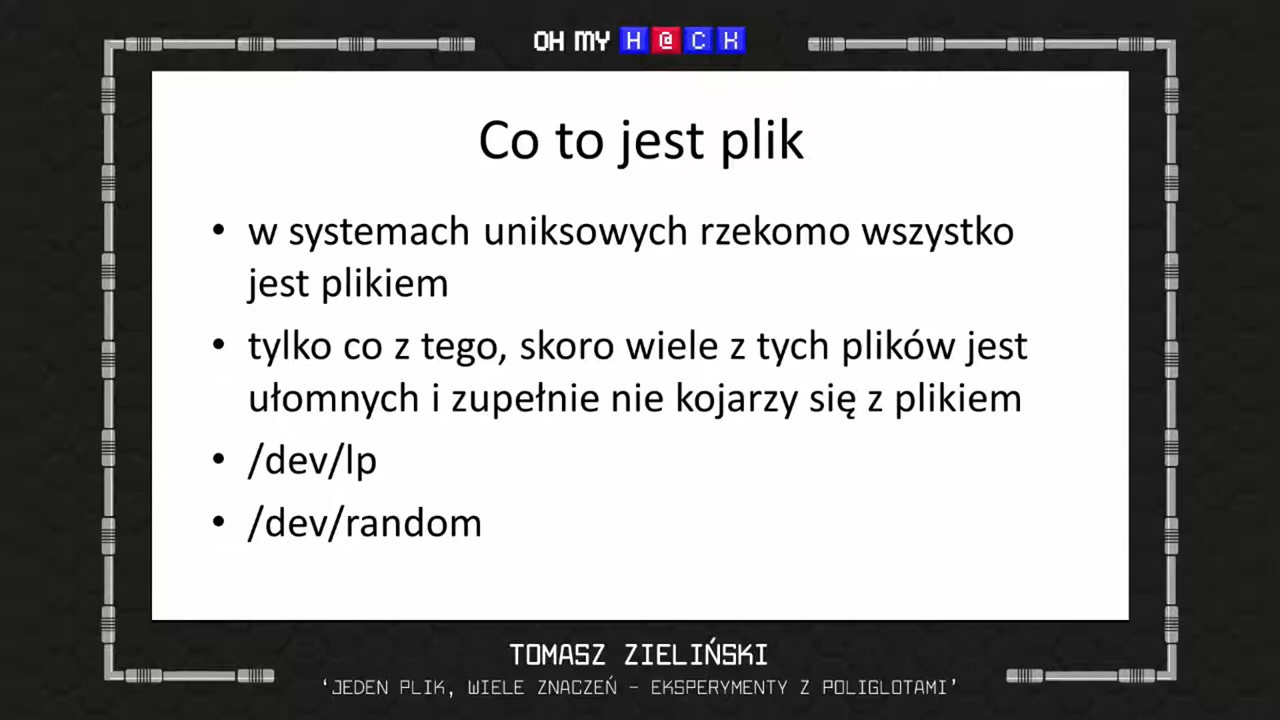 OH MY H@CK
Co to jest plik
• w systemach uniksowych rzekomo wszystko
jest plikiem
• tylko co z tego, skoro wiele z tych plików jest
ułomnych i zupełnie nie kojarzy się z plikiem
• /dev/lp
• /dev/random
TOMASZ ZIELIŃSKI
‘JEDEN PLIK, WIELE ZNACZEŃ – EKSPERYMENTY Z POLIGLOTAMI’